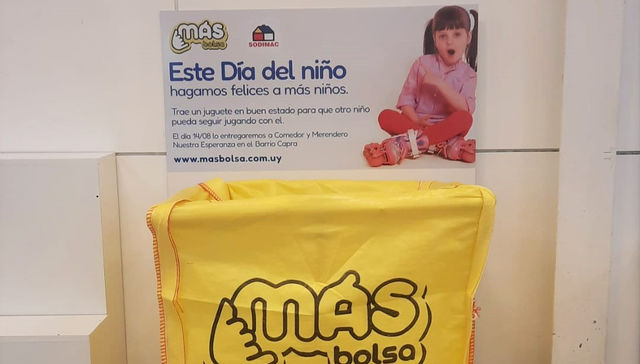 MÁS
bolsa
SODIMAC
Este Día del niño
hagamos felices a más niños.
Trae un juguete en buen estado para que otro niño
pueda seguir jugando con el.
El día 14/08 lo entregaremos a Comedor y Merendero
Nuestra Esperanza en el Barrio Capra
www.masbolsa.com.uy
MÁS
bolsa